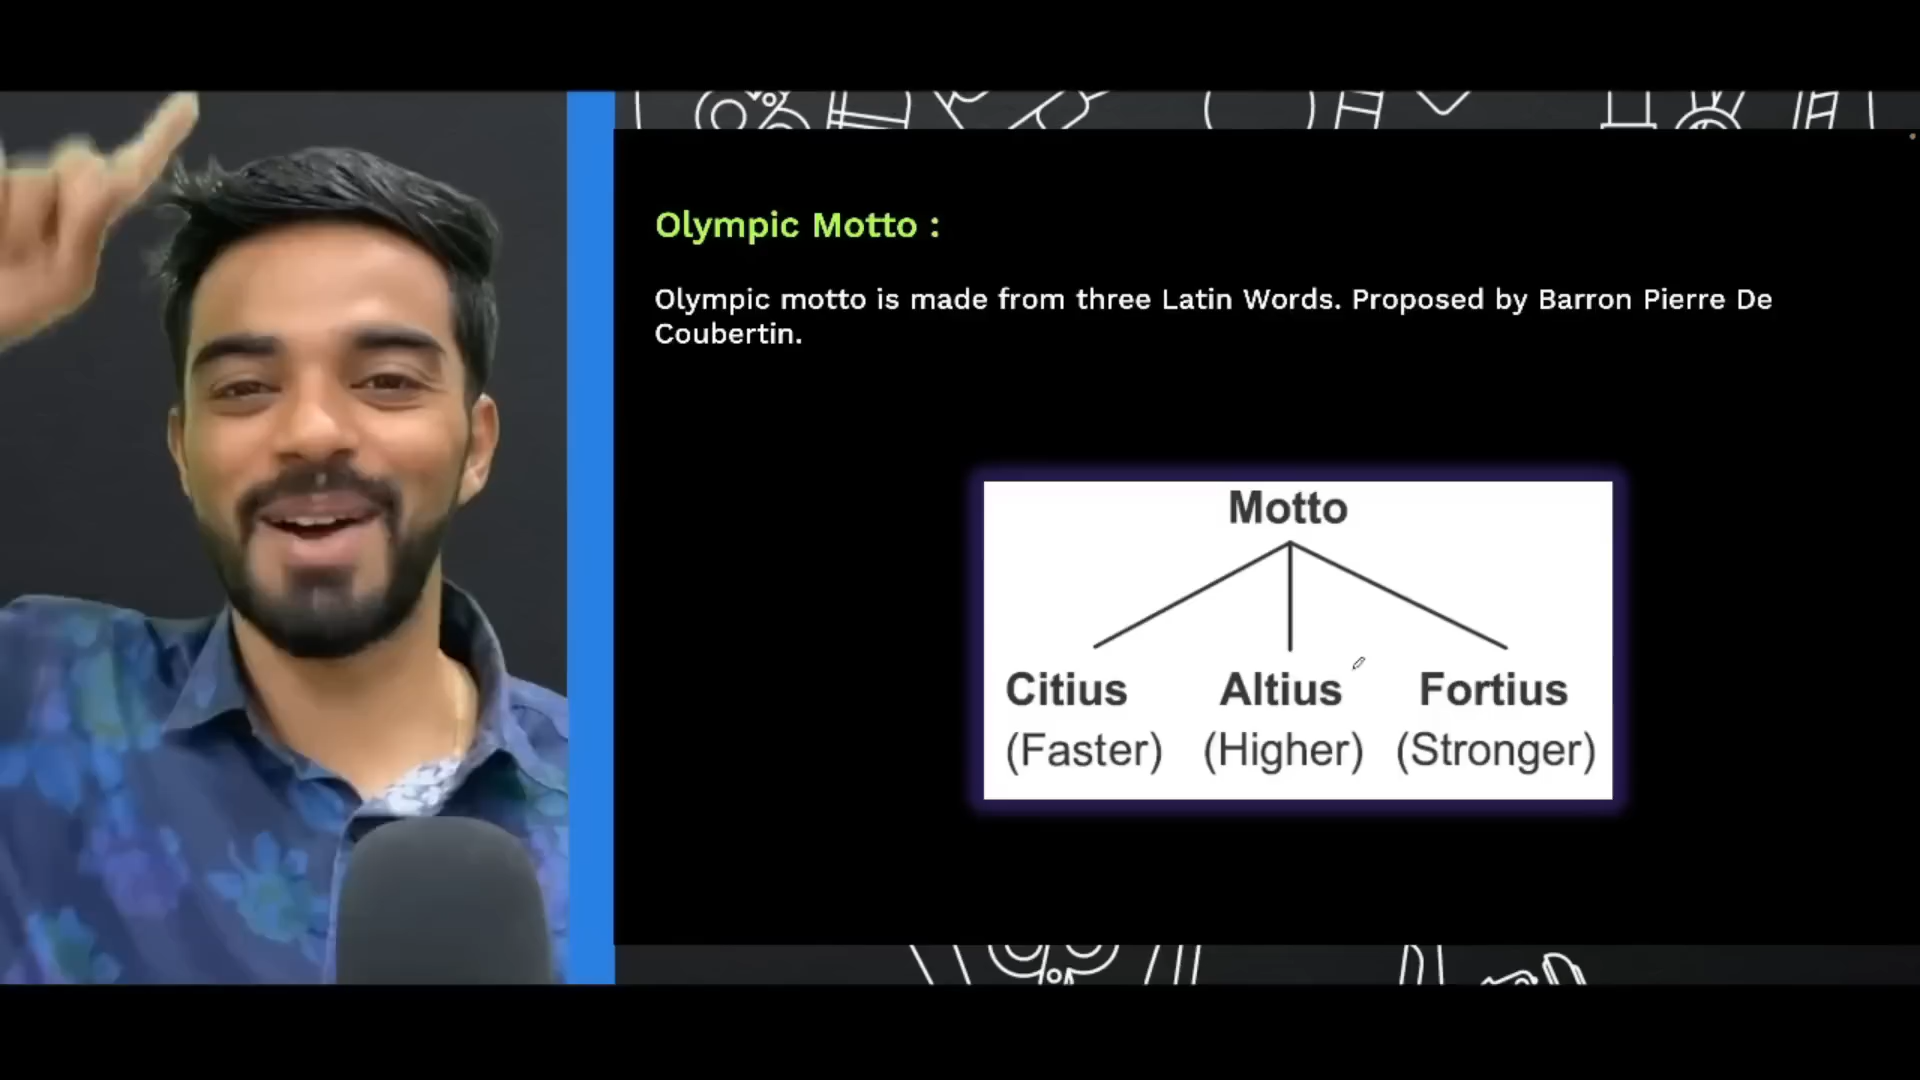 Olympic Motto :
Olympic motto is made from three Latin Words. Proposed by Barron Pierre De
Coubertin.
Motto
Citius Altius Fortius
(Faster) (Higher) (Stronger)